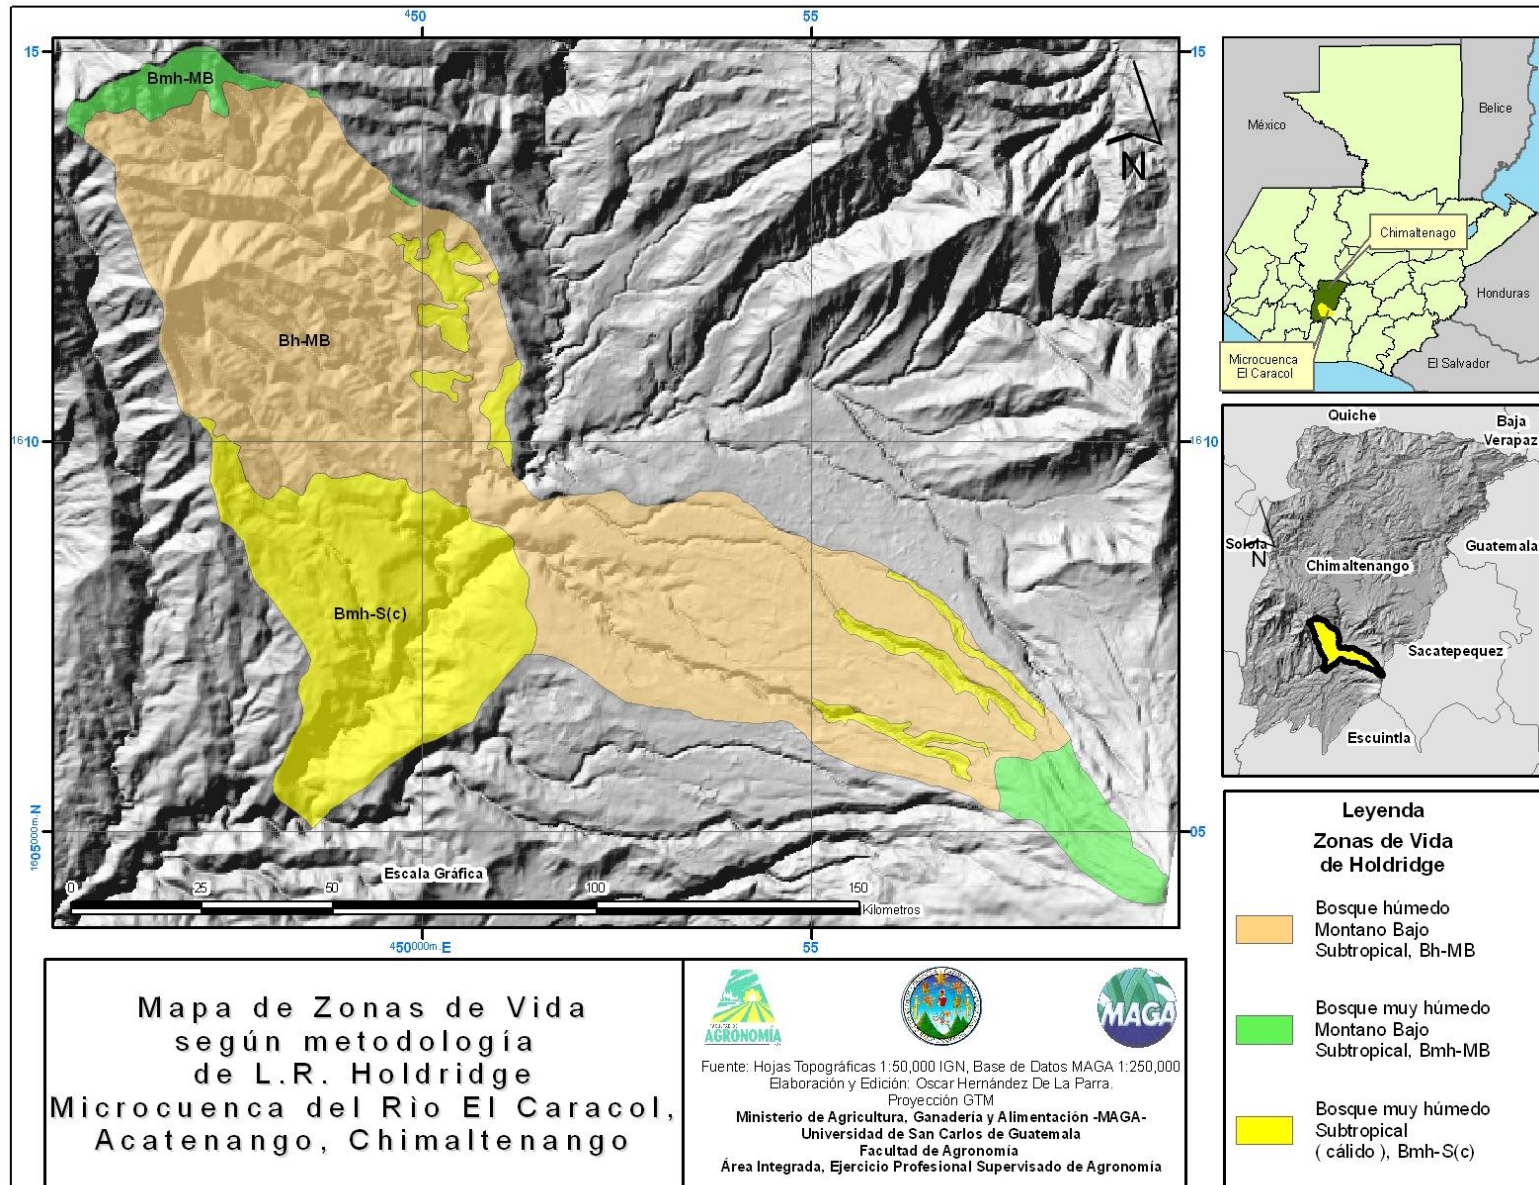 450
55
15
15
Bmh-MB
N
Bh-MB
1610
1610
Bmh-S(c)
1605000m.N
05
Escala Gráfica
0 25 50 100 150
Kilometros
450000m.E
55
México
Belice
Chimaltenago
Honduras
Microcuenca
El Caracol
El Salvador
Quiche
Baja
Verapaz
Solola
N
Guatemala
Chimaltenango
Sacatepequez
Escuintla
Leyenda
Zonas de Vida
de Holdridge
Bosque húmedo
Montano Bajo
Subtropical, Bh-MB
Bosque muy húmedo
Montano Bajo
Subtropical, Bmh-MB
Bosque muy húmedo
Subtropical
( cálido ), Bmh-S(c)
Mapa de Zonas de Vida
según metodología
de L.R. Holdridge
Microcuenca del Rìo El Caracol,
Acatenango, Chimaltenango
AGRONOMÍA
MAGA
Fuente: Hojas Topográficas 1:50,000 IGN, Base de Datos MAGA 1:250,000
Elaboración y Edición: Oscar Hernández De La Parra.
Proyección GTM
Ministerio de Agricultura, Ganadería y Alimentación -MAGA-
Universidad de San Carlos de Guatemala
Facultad de Agronomía
Área Integrada, Ejercicio Profesional Supervisado de Agronomía